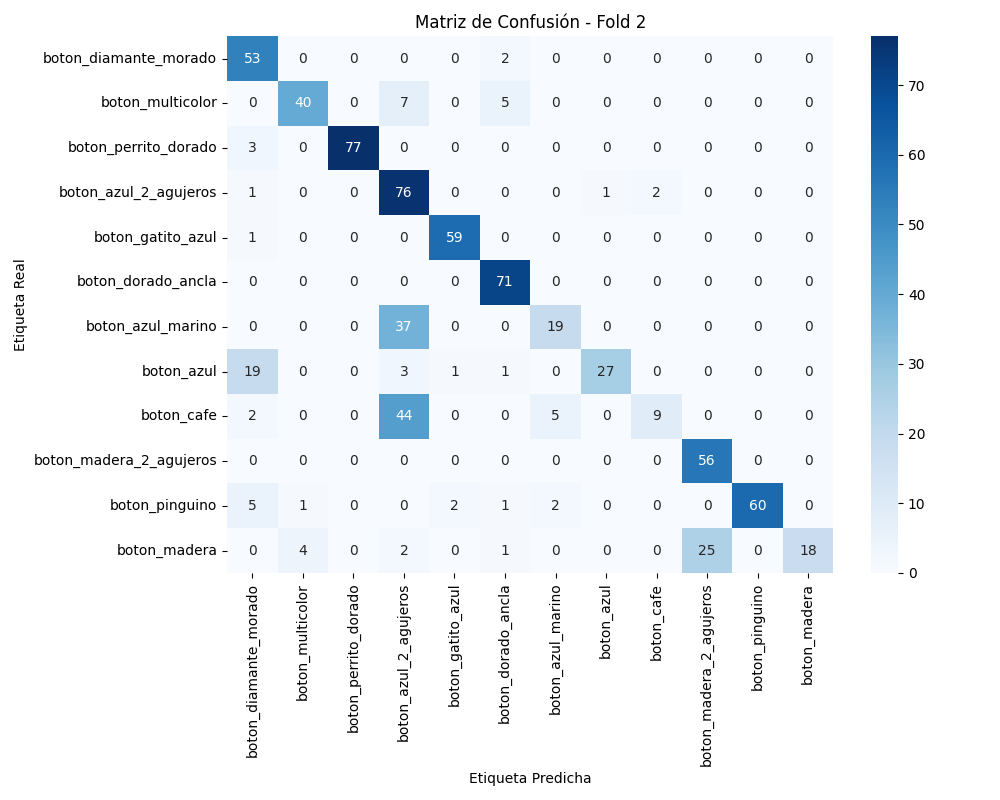 Matriz de Confusión - Fold 2
Etiqueta Real
boton_diamante_morado 53 0 0 0 0 2 0 0 0 0 0 0
boton_multicolor 0 40 0 7 0 5 0 0 0 0 0 0
boton_perrito_dorado 3 0 77 0 0 0 0 0 0 0 0 0
boton_azul_2_agujeros 1 0 0 76 0 0 0 1 2 0 0 0
boton_gatito_azul 1 0 0 0 59 0 0 0 0 0 0 0
boton_dorado_ancla 0 0 0 0 0 71 0 0 0 0 0 0
boton_azul_marino 0 0 0 37 0 0 19 0 0 0 0 0
boton_azul 19 0 0 3 1 1 0 27 0 0 0 0
boton_cafe 2 0 0 44 0 0 5 0 9 0 0 0
boton_madera_2_agujeros 0 0 0 0 0 0 0 0 0 56 0 0
boton_pinguino 5 1 0 0 2 1 2 0 0 0 60 0
boton_madera 0 4 0 2 0 1 0 0 0 25 0 18
boton_diamante_morado
boton_multicolor
boton_perrito_dorado
boton_azul_2_agujeros
boton_gatito_azul
boton_dorado_ancla
boton_azul_marino
boton_azul
boton_cafe
boton_madera_2_agujeros
boton_pinguino
boton_madera
Etiqueta Predicha
70
60
50
40
30
20
10
0